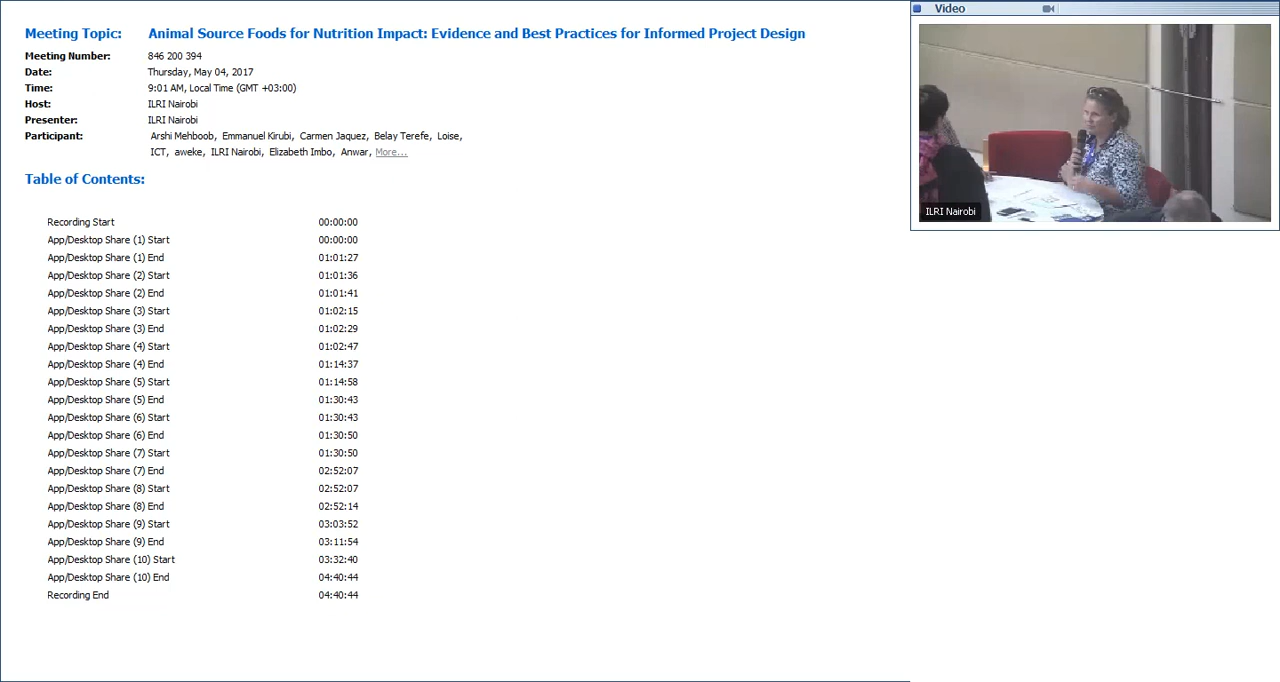 Meeting Topic: Animal Source Foods for Nutrition Impact: Evidence and Best Practices for Informed Project Design
Meeting Number: 846 200 394
Date: Thursday, May 04, 2017
Time: 9:01 AM, Local Time (GMT +03:00)
Host: ILRI Nairobi
Presenter: ILRI Nairobi
Participant: Arshi Mehboob, Emmanuel Kirubi, Carmen Jaquez, Belay Terefe, Loise,
ICT, aweke, ILRI Nairobi, Elizabeth Imbo, Anwar, More...
Table of Contents:
Recording Start 00:00:00
App/Desktop Share (1) Start 00:00:00
App/Desktop Share (1) End 01:01:27
App/Desktop Share (2) Start 01:01:36
App/Desktop Share (2) End 01:01:41
App/Desktop Share (3) Start 01:02:15
App/Desktop Share (3) End 01:02:29
App/Desktop Share (4) Start 01:02:47
App/Desktop Share (4) End 01:14:37
App/Desktop Share (5) Start 01:14:58
App/Desktop Share (5) End 01:30:43
App/Desktop Share (6) Start 01:30:43
App/Desktop Share (6) End 01:30:50
App/Desktop Share (7) Start 01:30:50
App/Desktop Share (7) End 02:52:07
App/Desktop Share (8) Start 02:52:07
App/Desktop Share (8) End 02:52:14
App/Desktop Share (9) Start 03:03:52
App/Desktop Share (9) End 03:11:54
App/Desktop Share (10) Start 03:32:40
App/Desktop Share (10) End 04:40:44
Recording End 04:40:44
Video
ILRI Nairobi